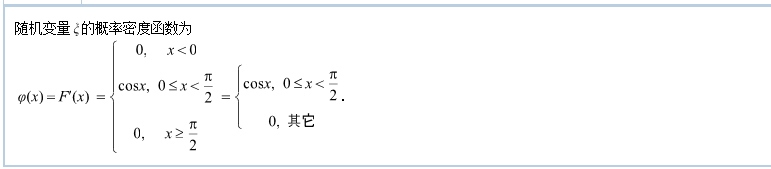 随机变量ξ的概率密度函数为
φ(x)=F′(x) = { 0, x<0; cosx, 0≤x<π/2; 0, x≥π/2 } = { cosx, 0≤x<π/2; 0, 其它 .